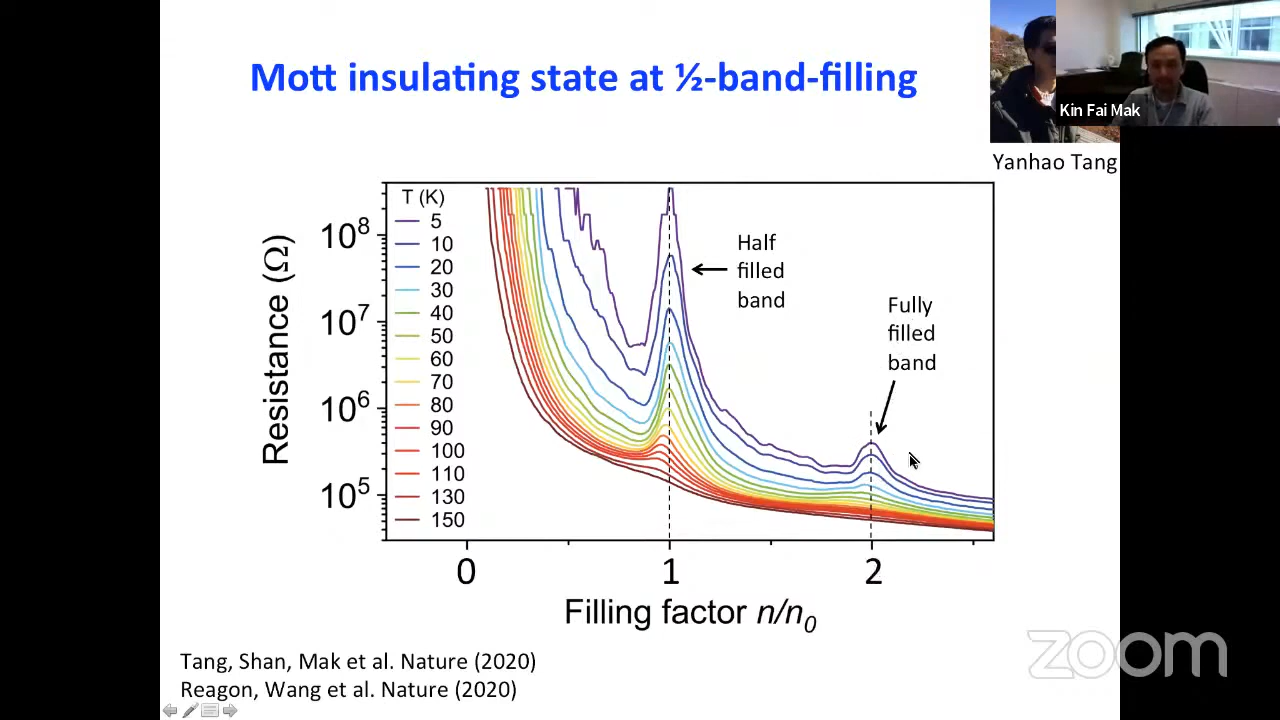 Mott insulating state at ½-band-filling
Kin Fai Mak
Yanhao Tang
T (K)
5
10
20
30
40
50
60
70
80
90
100
110
130
150
Resistance (Ω)
10⁸
10⁷
10⁶
10⁵
Half
filled
band
Fully
filled
band
0 1 2
Filling factor n/n₀
Tang, Shan, Mak et al. Nature (2020)
Reagon, Wang et al. Nature (2020)
zoom